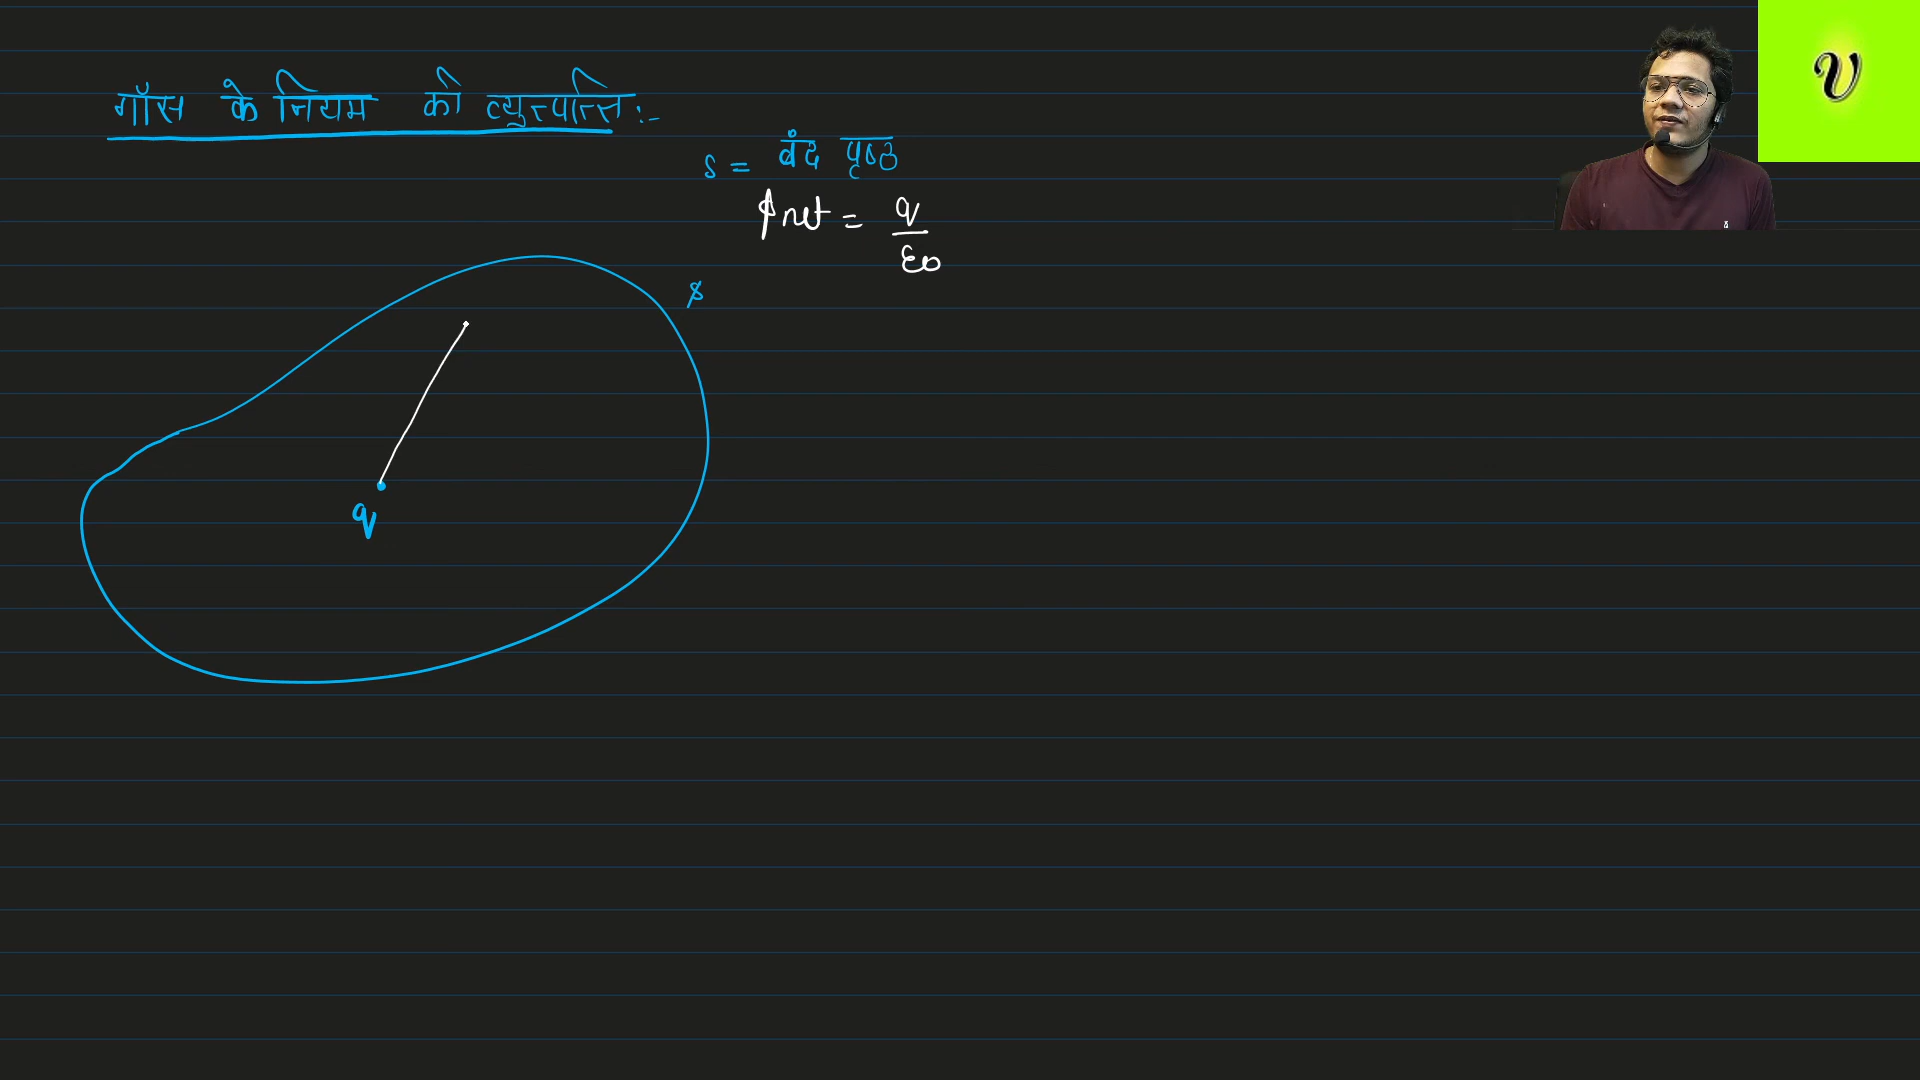 गॉस के नियम की व्युत्पत्ति :-
S = बंद पृष्ठ
ϕnet = q/ε0
S
q
υ